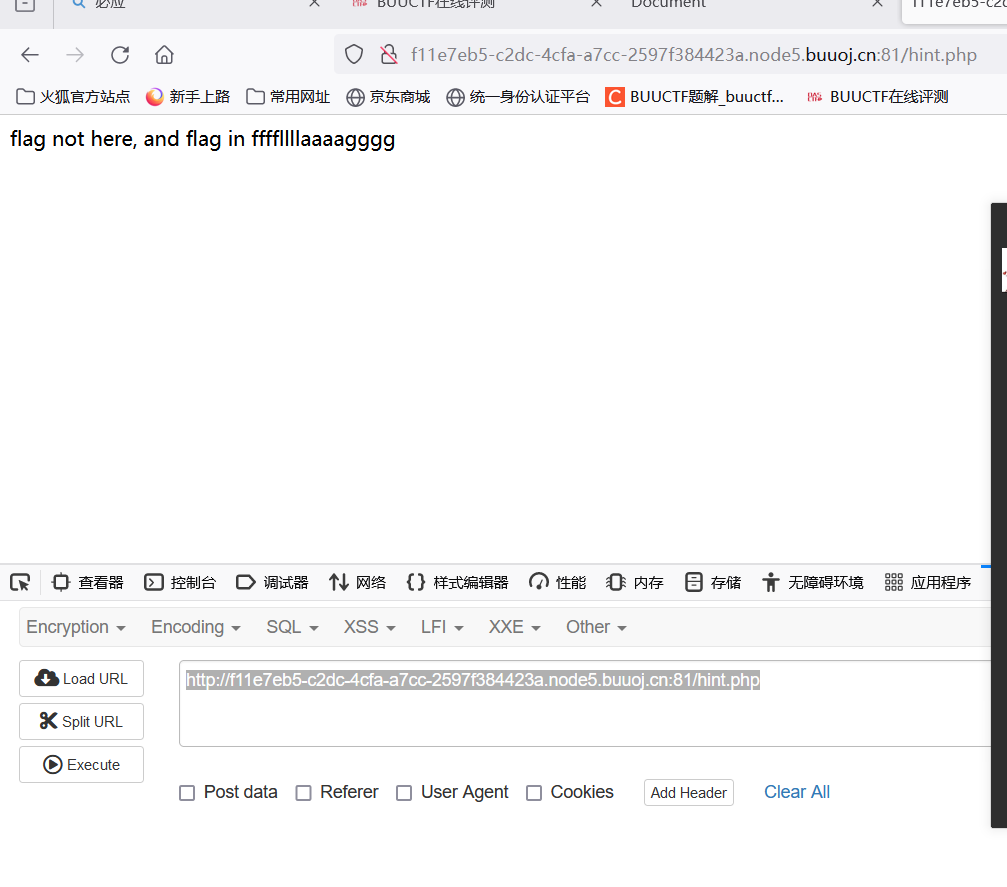 必应
BUUCTF在线评测
Document
f11e7eb5-c2dc-4cfa-a7cc-2597f384423a.node5.buuoj.cn:81/hint.php
火狐官方站点 新手上路 常用网址 京东商城 统一身份认证平台 BUUCTF题解_buuctf... BUUCTF在线评测
flag not here, and flag in ffffllllaaaagggg
查看器 控制台 调试器 网络 样式编辑器 性能 内存 存储 无障碍环境 应用程序
Encryption Encoding SQL XSS LFI XXE Other
Load URL
http://f11e7eb5-c2dc-4cfa-a7cc-2597f384423a.node5.buuoj.cn:81/hint.php
Split URL
Execute
Post data Referer User Agent Cookies Add Header Clear All